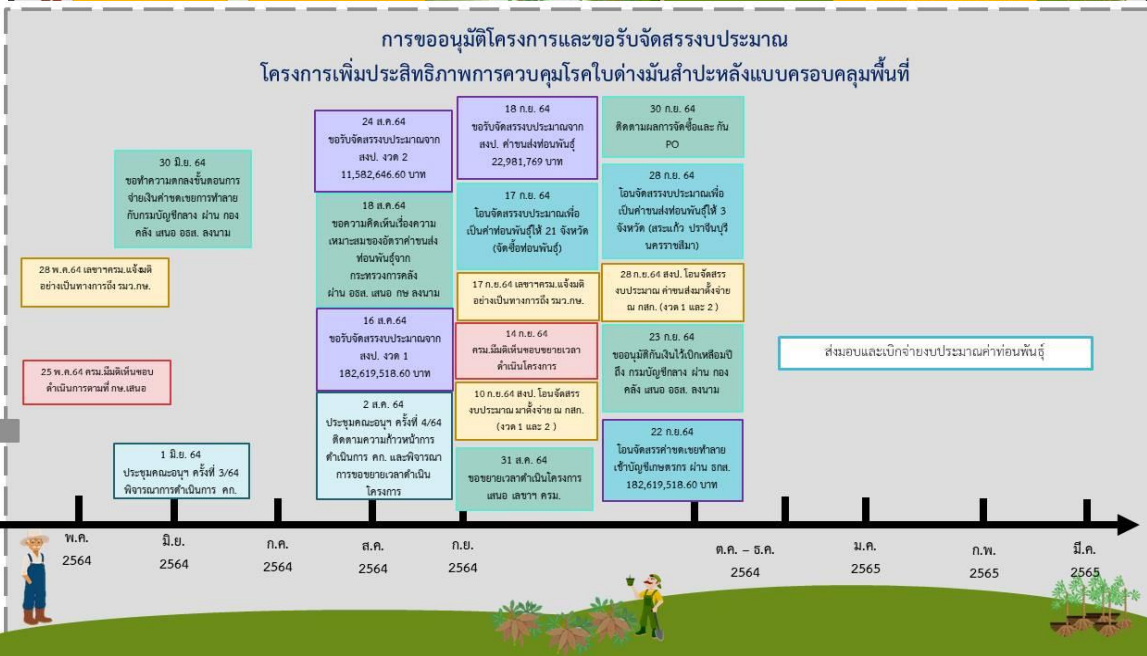 การขออนุมัติโครงการและขอรับจัดสรรงบประมาณ
โครงการเพิ่มประสิทธิภาพการควบคุมโรคใบด่างมันสำปะหลังแบบครอบคลุมพื้นที่
28 พ.ค.64 เลขาฯครม.แจ้งมติ
อย่างเป็นทางการถึง รมว.กษ.
25 พ.ค.64 ครม.มีมติเห็นชอบ
ดำเนินการตามที่ กษ.เสนอ
30 มิ.ย. 64
ขอทำความตกลงขั้นตอนการ
จ่ายเงินค่าชดเชยการทำลาย
กับกรมบัญชีกลาง ผ่าน กอง
คลัง เสนอ อธส. ลงนาม
1 มิ.ย. 64
ประชุมคณะอนุฯ ครั้งที่ 3/64
พิจารณาการดำเนินการ คก.
24 ส.ค.64
ขอรับจัดสรรงบประมาณจาก
สงป. งวด 2
11,582,646.60 บาท
18 ส.ค.64
ขอความคิดเห็นเรื่องความ
เหมาะสมของอัตราค่าขนส่ง
ท่อนพันธุ์จาก
กระทรวงการคลัง
ผ่าน อธส. เสนอ กษ ลงนาม
16 ส.ค.64
ขอรับจัดสรรงบประมาณจาก
สงป. งวด 1
182,619,518.60 บาท
2 ส.ค. 64
ประชุมคณะอนุฯ ครั้งที่ 4/64
ติดตามความก้าวหน้าการ
ดำเนินการ คก. และพิจารณา
การขอขยายเวลาดำเนิน
โครงการ
18 ก.ย. 64
ขอรับจัดสรรงบประมาณจาก
สงป. ค่าขนส่งท่อนพันธุ์
22,981,769 บาท
17 ก.ย. 64
โอนจัดสรรงบประมาณเพื่อ
เป็นค่าท่อนพันธุ์ให้ 21 จังหวัด
(จัดซื้อท่อนพันธุ์)
17 ก.ย.64 เลขาฯครม.แจ้งมติ
อย่างเป็นทางการถึง รมว.กษ.
14 ก.ย. 64
ครม.มีมติเห็นชอบขยายเวลา
ดำเนินโครงการ
10 ก.ย.64 สงป. โอนจัดสรร
งบประมาณ มาตั้งจ่าย ณ กสก.
(งวด 1 และ 2 )
31 ส.ค. 64
ขอขยายเวลาดำเนินโครงการ
เสนอ เลขาฯ ครม.
30 ก.ย. 64
ติดตามผลการจัดซื้อและ กัน
PO
28 ก.ย. 64
โอนจัดสรรงบประมาณเพื่อ
เป็นค่าขนส่งท่อนพันธุ์ให้ 3
จังหวัด (สระแก้ว ปราจีนบุรี
นครราชสีมา)
28 ก.ย.64 สงป. โอนจัดสรร
งบประมาณ ค่าขนส่งมาตั้งจ่าย
ณ กสก. (งวด 1 และ 2 )
23 ก.ย. 64
ขออนุมัติกันเงินไว้เบิกเหลื่อมปี
ถึง กรมบัญชีกลาง ผ่าน กอง
คลัง เสนอ อธส. ลงนาม
22 ก.ย.64
โอนจัดสรรค่าชดเชยทำลาย
เข้าบัญชีเกษตรกร ผ่าน ธกส.
182,619,518.60 บาท
ส่งมอบและเบิกจ่ายงบประมาณค่าท่อนพันธุ์
พ.ค.
2564
มิ.ย.
2564
ก.ค.
2564
ส.ค.
2564
ก.ย.
2564
ต.ค. – ธ.ค.
2564
ม.ค.
2565
ก.พ.
2565
มี.ค.
2565